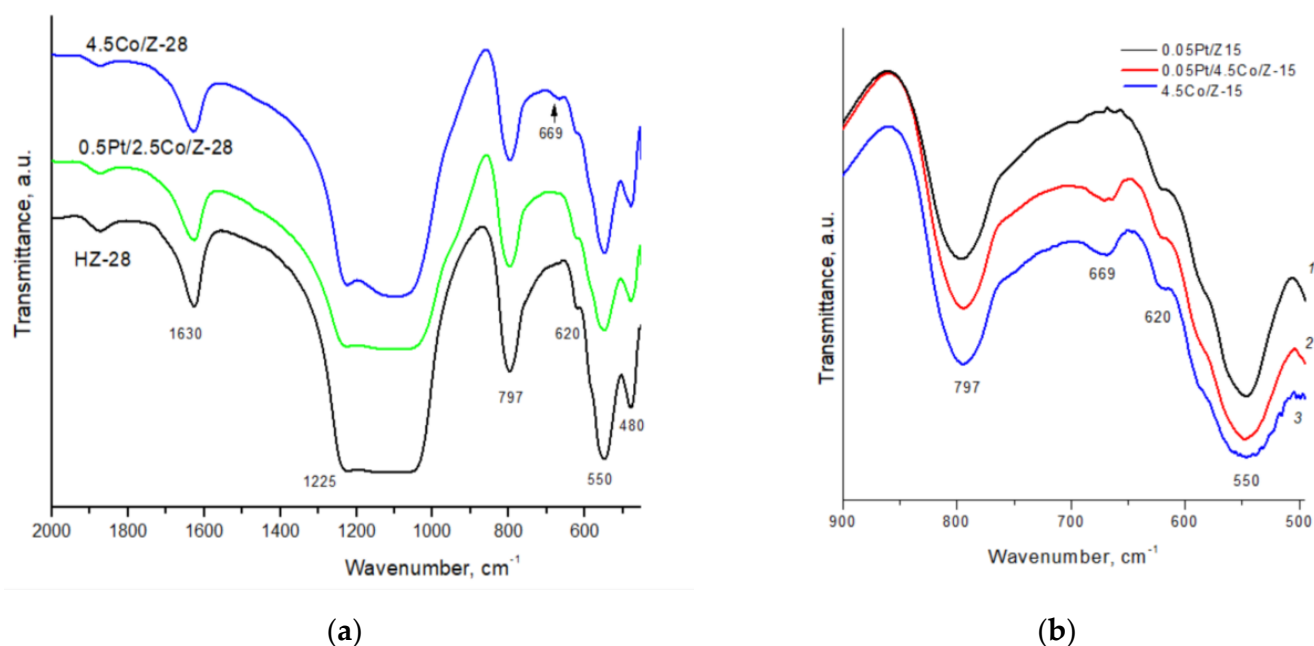 4.5Co/Z-28
0.5Pt/2.5Co/Z-28
HZ-28
669
1630
620
797
480
1225
550
Transmittance, a.u.
2000 1800 1600 1400 1200 1000 800 600
Wavenumber, cm⁻¹
(a)
0.05Pt/Z15
0.05Pt/4.5Co/Z-15
4.5Co/Z-15
669
620
797
550
1
2
3
Transmittance, a.u.
900 800 700 600 500
Wavenumber, cm⁻¹
(b)